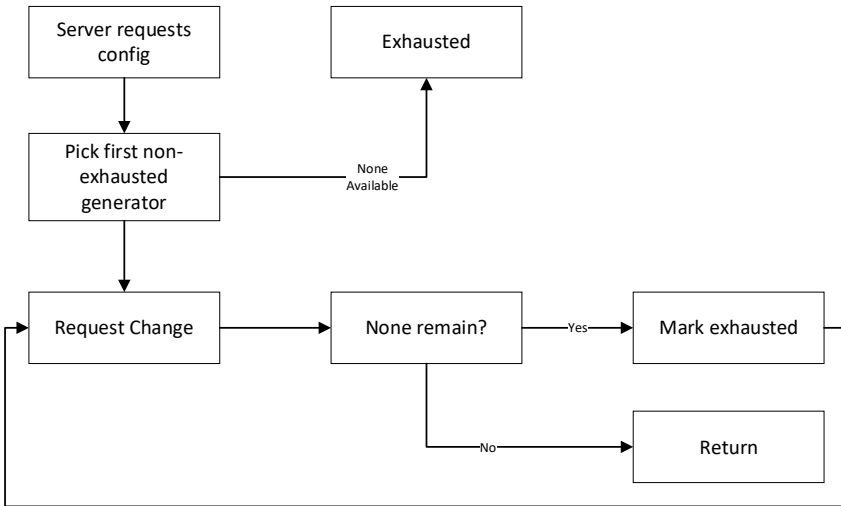 Server requests
config
Exhausted
Pick first non-
exhausted
generator
None
Available
Request Change
None remain?
Yes
Mark exhausted
No
Return